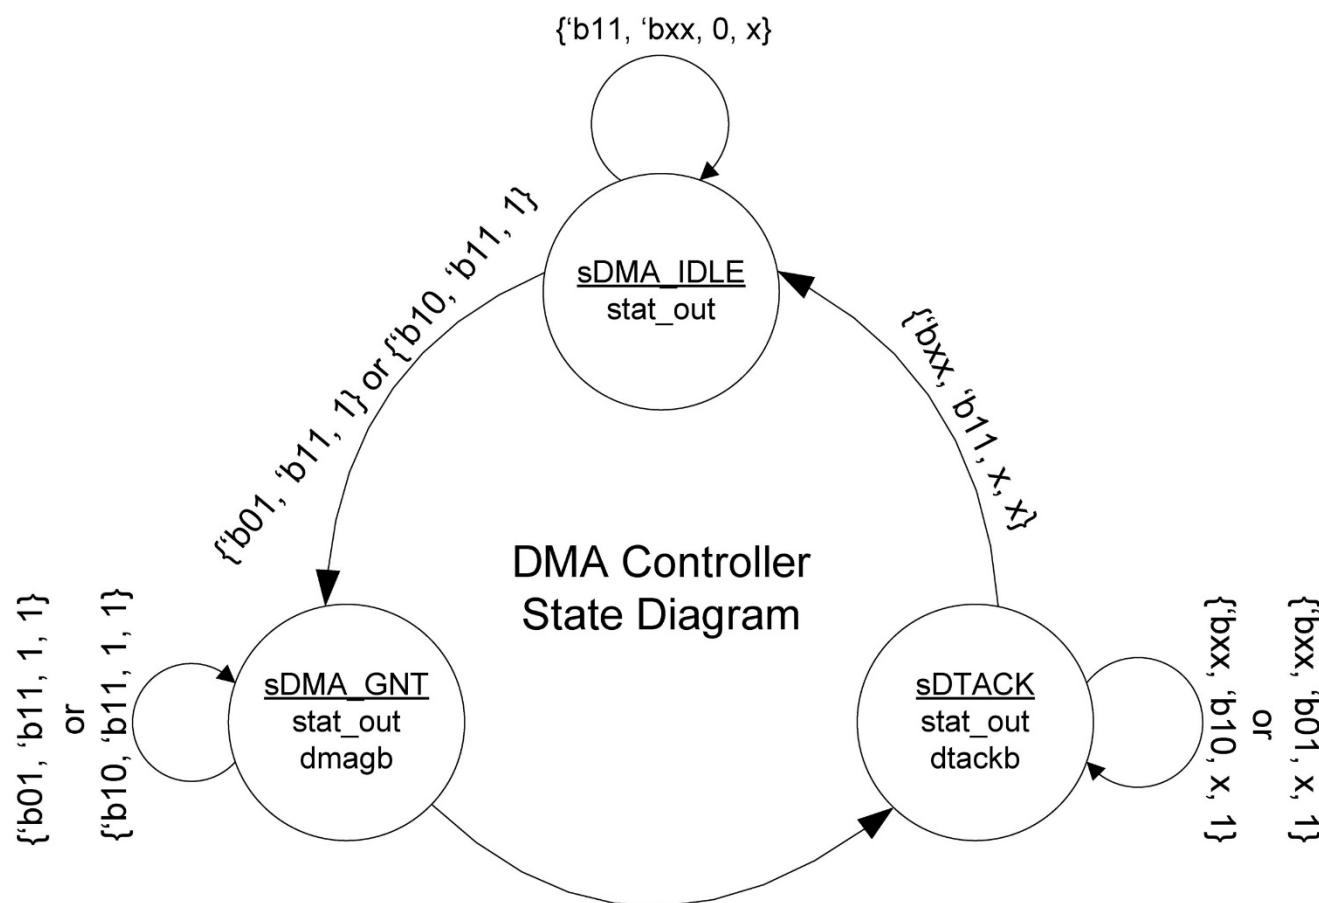 {‘b11, ‘bxx, 0, x}
{‘b01, ‘b11, 1} or {‘b10, ‘b11, 1}
sDMA_IDLE
stat_out
{‘bxx, ‘b11, x, x}
DMA Controller
State Diagram
{‘b01, ‘b11, 1, 1}
or
{‘b10, ‘b11, 1, 1}
sDMA_GNT
stat_out
dmagb
sDTACK
stat_out
dtackb
{‘bxx, ‘b01, x, 1}
or
{‘bxx, ‘b10, x, 1}